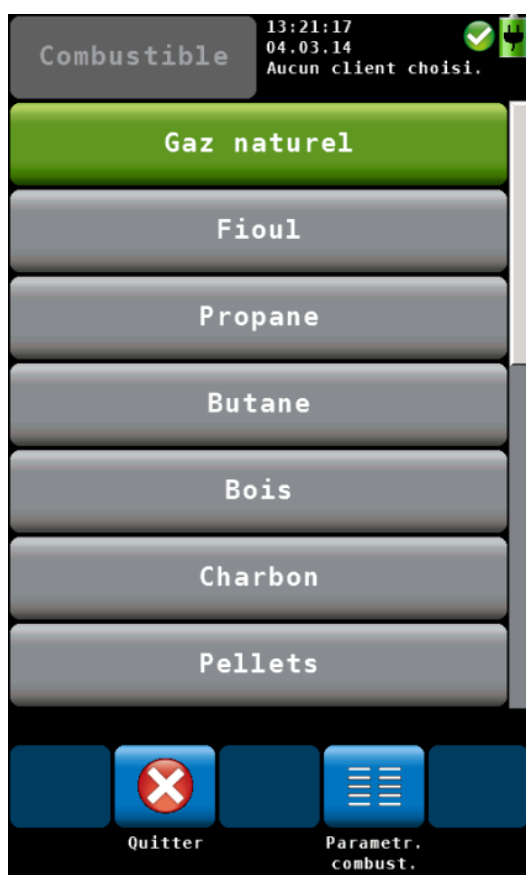 Combustible
13:21:17
04.03.14
Aucun client choisi.
Gaz naturel
Fioul
Propane
Butane
Bois
Charbon
Pellets
Quitter
Parametr.
combust.